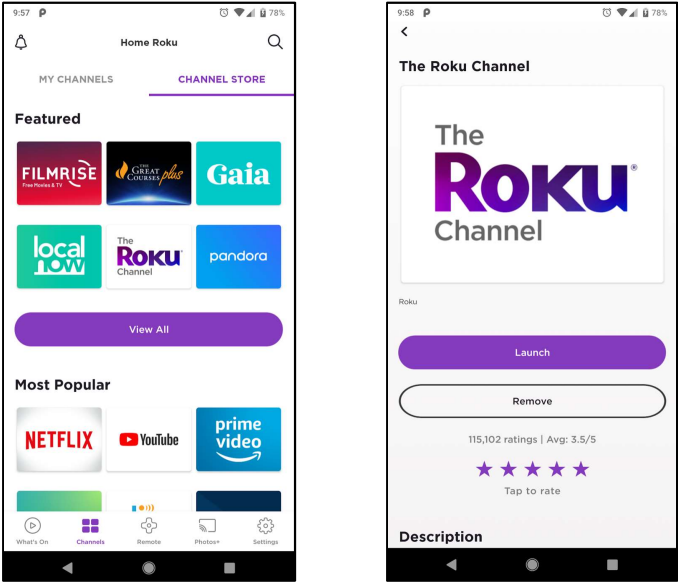 9:57
78%
Home Roku
MY CHANNELS
CHANNEL STORE
Featured
FILMRISE
Free Movies & TV
THE
GREAT
COURSES plus
Gaia
local
now
The
ROKU
Channel
pandora
View All
Most Popular
NETFLIX
YouTube
prime
video
What's On
Channels
Remote
Photos+
Settings
9:58
78%
The Roku Channel
The
ROKU®
Channel
Roku
Launch
Remove
115,102 ratings | Avg: 3.5/5
Tap to rate
Description